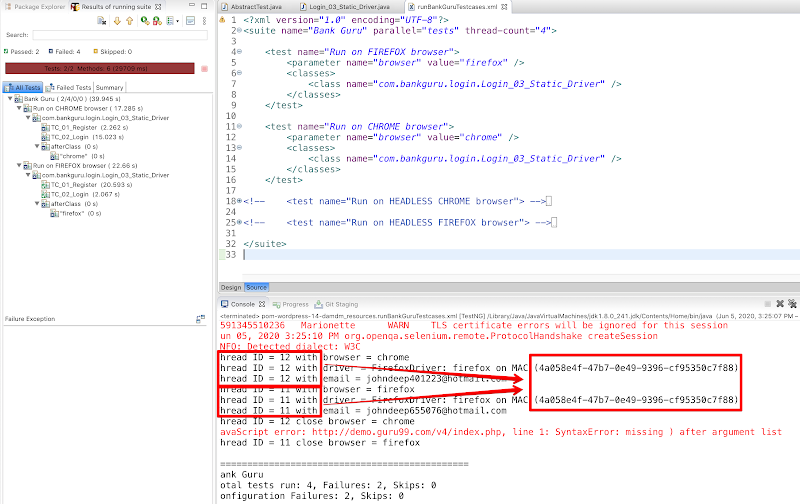 Package Explorer
Results of running suite
Search:
Passed: 2
Failed: 4
Skipped: 0
Tests: 2/2 Methods: 6 (39709 ms)
All Tests
Failed Tests
Summary
Bank Guru ( 2/4/0/0 ) (39.945 s)
Run on CHROME browser ( 17.285 s)
com.bankguru.login.Login_03_Static_Driver
TC_01_Register (2.262 s)
TC_02_Login (15.023 s)
afterClass (0 s)
"chrome" (0 s)
Run on FIREFOX browser ( 22.66 s)
com.bankguru.login.Login_03_Static_Driver
TC_01_Register (20.593 s)
TC_02_Login (2.067 s)
afterClass (0 s)
"firefox" (0 s)
Failure Exception
AbstractTest.java
Login_03_Static_Driver.java
runBankGuruTestcases.xml
1 <?xml version="1.0" encoding="UTF-8"?>
2 <suite name="Bank Guru" parallel="tests" thread-count="4">
3
4 <test name="Run on FIREFOX browser">
5 <parameter name="browser" value="firefox" />
6 <classes>
7 <class name="com.bankguru.login.Login_03_Static_Driver" />
8 </classes>
9 </test>
10
11 <test name="Run on CHROME browser">
12 <parameter name="browser" value="chrome" />
13 <classes>
14 <class name="com.bankguru.login.Login_03_Static_Driver" />
15 </classes>
16 </test>
17
18 <!-- <test name="Run on HEADLESS CHROME browser"> -->
24
25 <!-- <test name="Run on HEADLESS FIREFOX browser"> -->
31
32 </suite>
33
Design
Source
Console
Progress
Git Staging
<terminated> pom-wordpress-14-damdm_resources.runBankGuruTestcases.xml [TestNG] /Library/Java/JavaVirtualMachines/jdk1.8.0_241.jdk/Contents/Home/bin/java (Jun 5, 2020, 3:25:07 PM –
591345510236 Marionette WARN TLS certificate errors will be ignored for this session
un 05, 2020 3:25:10 PM org.openqa.selenium.remote.ProtocolHandshake createSession
NFO: Detected dialect: W3C
hread ID = 12 with browser = chrome
hread ID = 12 with driver = FirefoxDriver: firefox on MAC (4a058e4f-47b7-0e49-9396-cf95350c7f88)
hread ID = 12 with email = johndeep401223@hotmail.com
hread ID = 11 with browser = firefox
hread ID = 11 with driver = FirefoxDriver: firefox on MAC (4a058e4f-47b7-0e49-9396-cf95350c7f88)
hread ID = 11 with email = johndeep655076@hotmail.com
hread ID = 12 close browser = chrome
avaScript error: http://demo.guru99.com/v4/index.php, line 1: SyntaxError: missing ) after argument list
hread ID = 11 close browser = firefox
===============================================
ank Guru
otal tests run: 4, Failures: 2, Skips: 0
onfiguration Failures: 2, Skips: 0